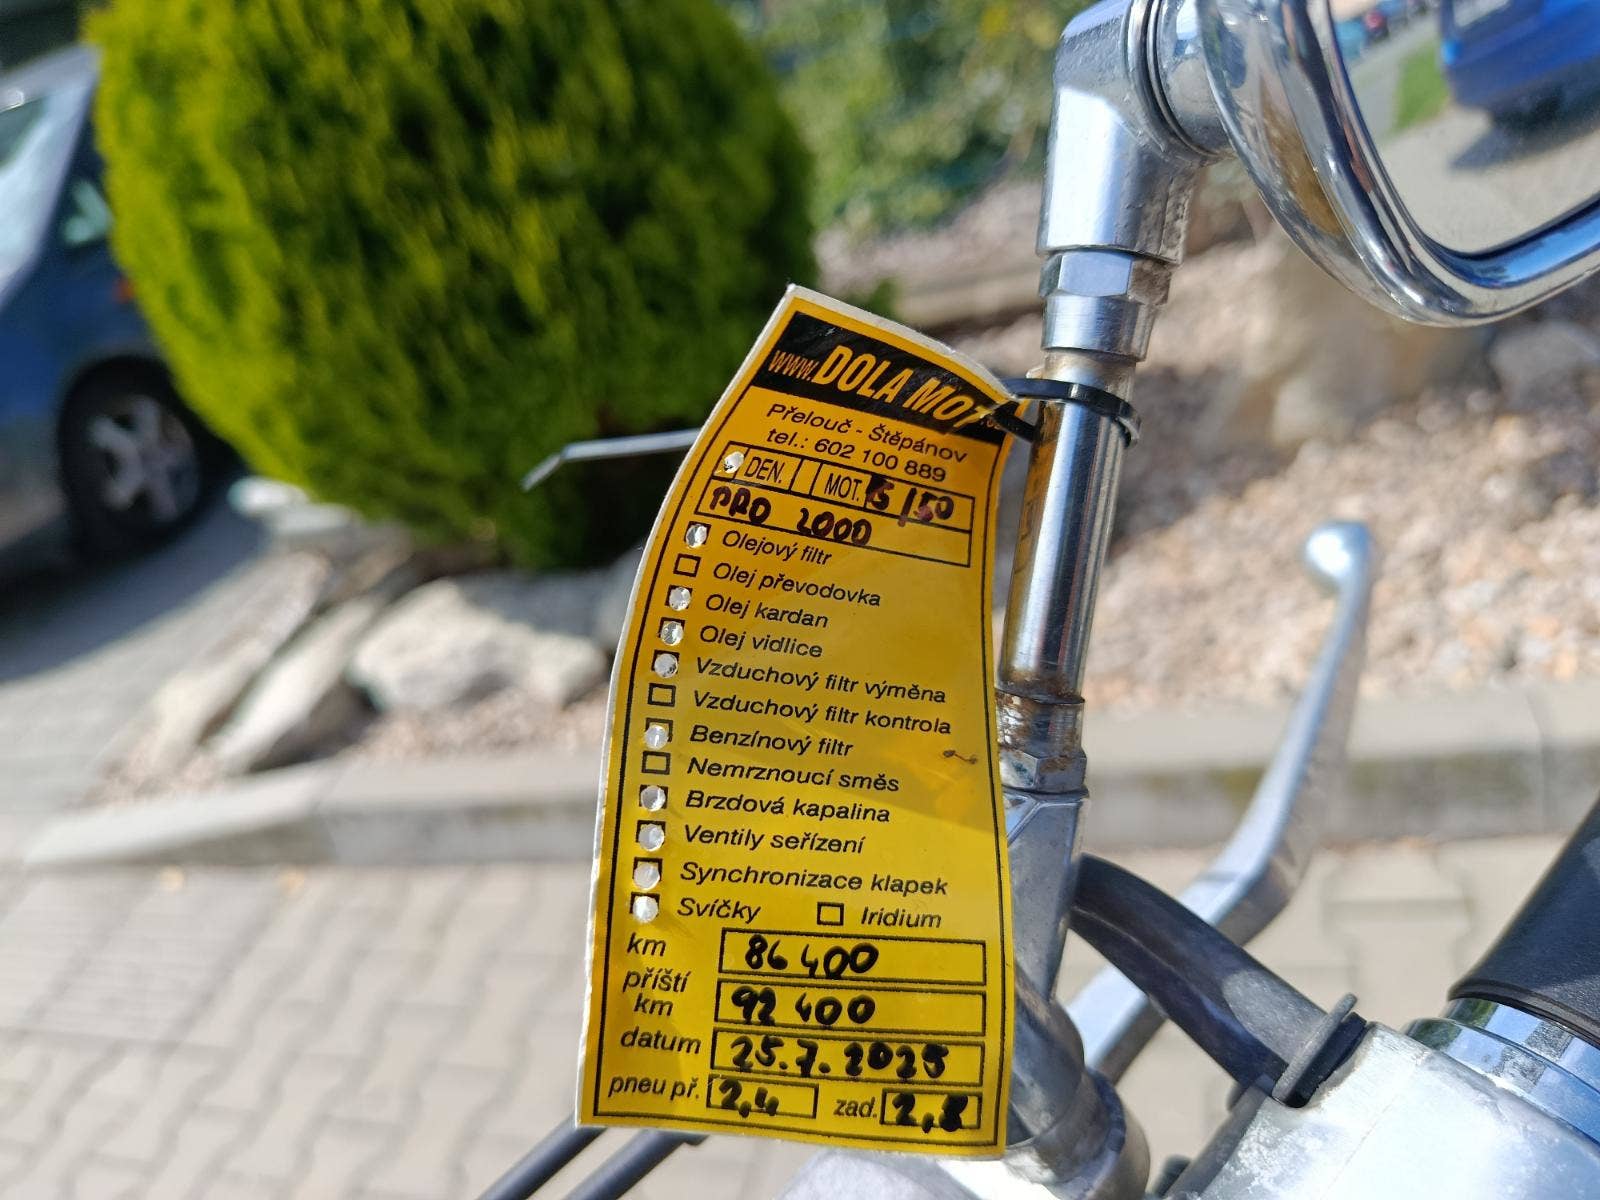 www.DOLA MOT
Přelouč - Štěpánov
tel.: 602 100 889
DEN. MOT. 5/50
PRO 2000
Olejový filtr
Olej převodovka
Olej kardan
Olej vidlice
Vzduchový filtr výměna
Vzduchový filtr kontrola
Benzínový filtr
Nemrznoucí směs
Brzdová kapalina
Ventily seřízení
Synchronizace klapek
Svíčky Iridium
km 86 400
příští km 92 400
datum 25.7.2025
pneu př. 2,4 zad. 2,8